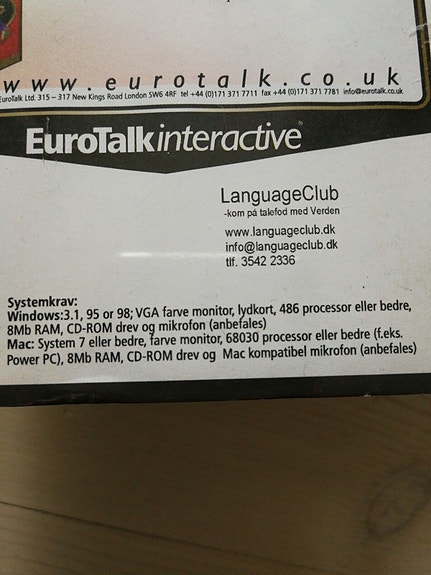 www.eurotalk.co.uk
EuroTalk Ltd. 315 – 317 New Kings Road London SW6 4RF tel +44 (0)171 371 7711 fax +44 (0)171 371 7781 info@eurotalk.co.uk
EuroTalk interactive
LanguageClub
-kom på talefod med Verden
www.languageclub.dk
info@languageclub.dk
tlf. 3542 2336
Systemkrav:
Windows:3.1, 95 or 98; VGA farve monitor, lydkort, 486 processor eller bedre,
8Mb RAM, CD-ROM drev og mikrofon (anbefales)
Mac: System 7 eller bedre, farve monitor, 68030 processor eller bedre (f.eks.
Power PC), 8Mb RAM, CD-ROM drev og Mac kompatibel mikrofon (anbefales)